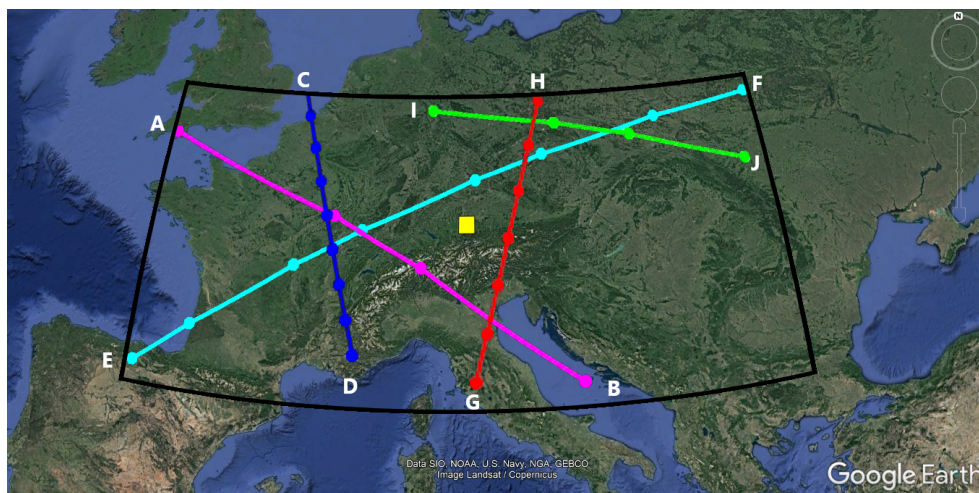 N
C
H
F
I
A
J
E
D
G
B
Data SIO, NOAA, U.S. Navy, NGA, GEBCO
Image Landsat / Copernicus
Google Earth